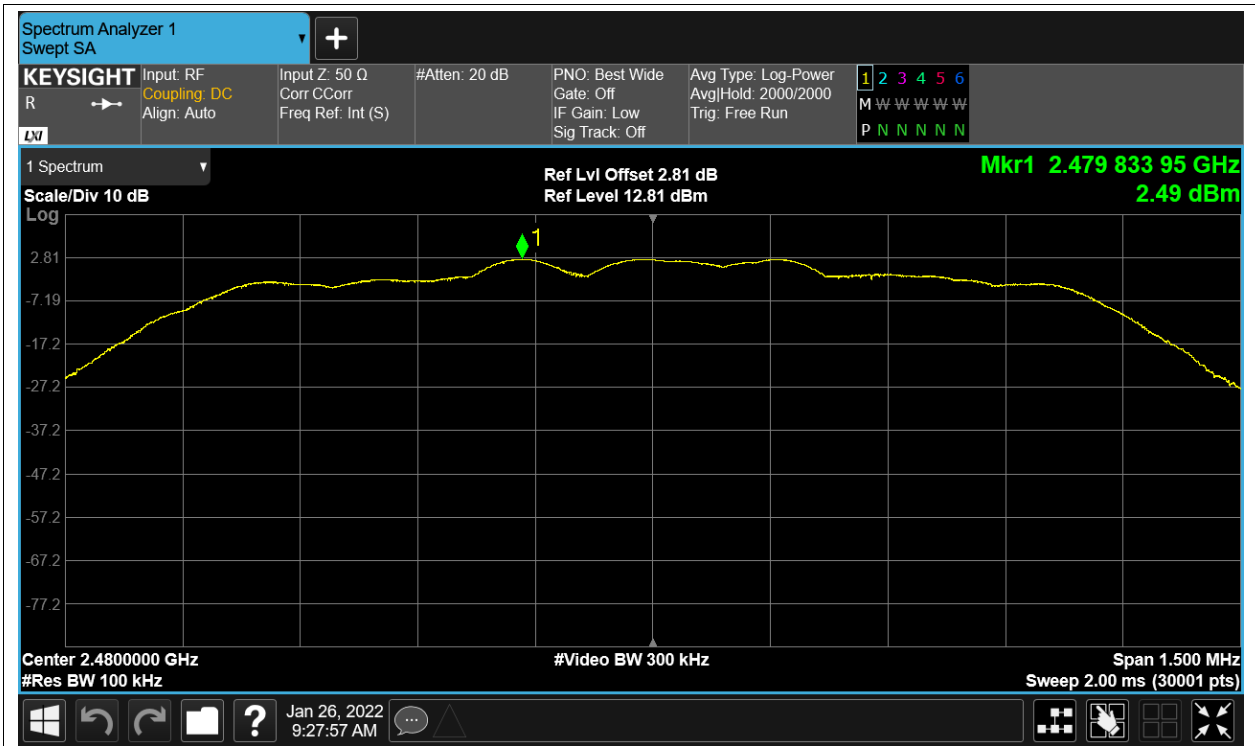 Spectrum Analyzer 1
Swept SA
+
KEYSIGHT
R
LXI
Input: RF
Coupling: DC
Align: Auto
Input Z: 50 Ω
Corr CCorr
Freq Ref: Int (S)
#Atten: 20 dB
PNO: Best Wide
Gate: Off
IF Gain: Low
Sig Track: Off
Avg Type: Log-Power
Avg|Hold: 2000/2000
Trig: Free Run
1 2 3 4 5 6
M W W W W W
P N N N N N
1 Spectrum
Scale/Div 10 dB
Log
Ref Lvl Offset 2.81 dB
Ref Level 12.81 dBm
Mkr1 2.479 833 95 GHz
2.49 dBm
1
2.81
-7.19
-17.2
-27.2
-37.2
-47.2
-57.2
-67.2
-77.2
Center 2.4800000 GHz
#Res BW 100 kHz
#Video BW 300 kHz
Span 1.500 MHz
Sweep 2.00 ms (30001 pts)
?
Jan 26, 2022
9:27:57 AM